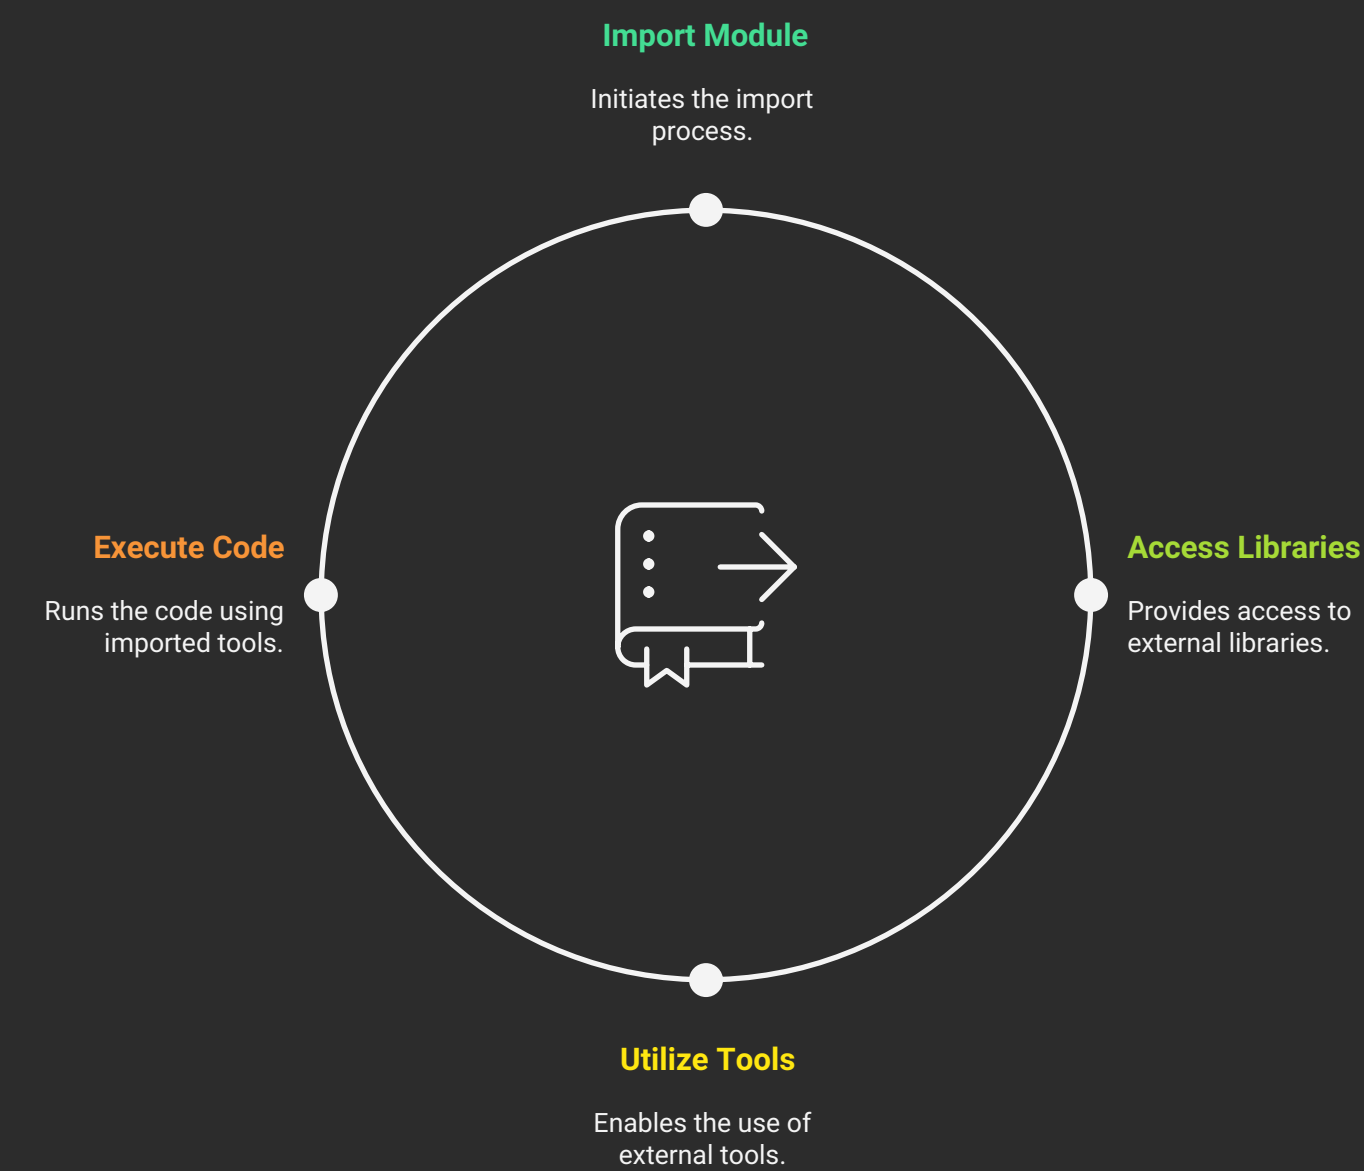 Import Module
Initiates the import
process.
Execute Code
Runs the code using
imported tools.
Access Libraries
Provides access to
external libraries.
Utilize Tools
Enables the use of
external tools.